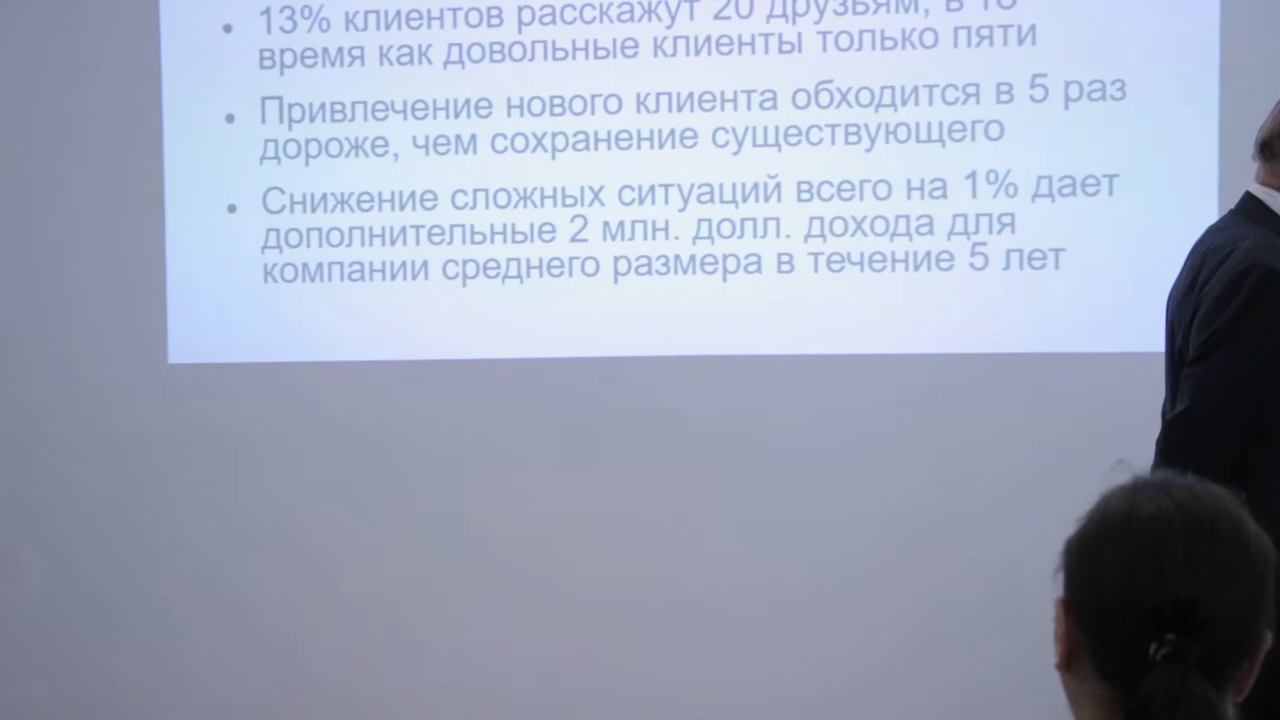 13% клиентов расскажут 20 друзьям, в то
время как довольные клиенты только пяти
Привлечение нового клиента обходится в 5 раз
дороже, чем сохранение существующего
Снижение сложных ситуаций всего на 1% дает
дополнительные 2 млн. долл. дохода для
компании среднего размера в течение 5 лет